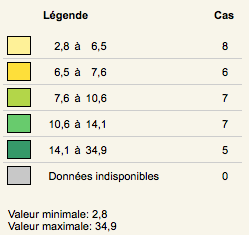 Légende Cas
2,8 à 6,5 8
6,5 à 7,6 6
7,6 à 10,6 7
10,6 à 14,1 7
14,1 à 34,9 5
Données indisponibles 0
Valeur minimale: 2,8
Valeur maximale: 34,9